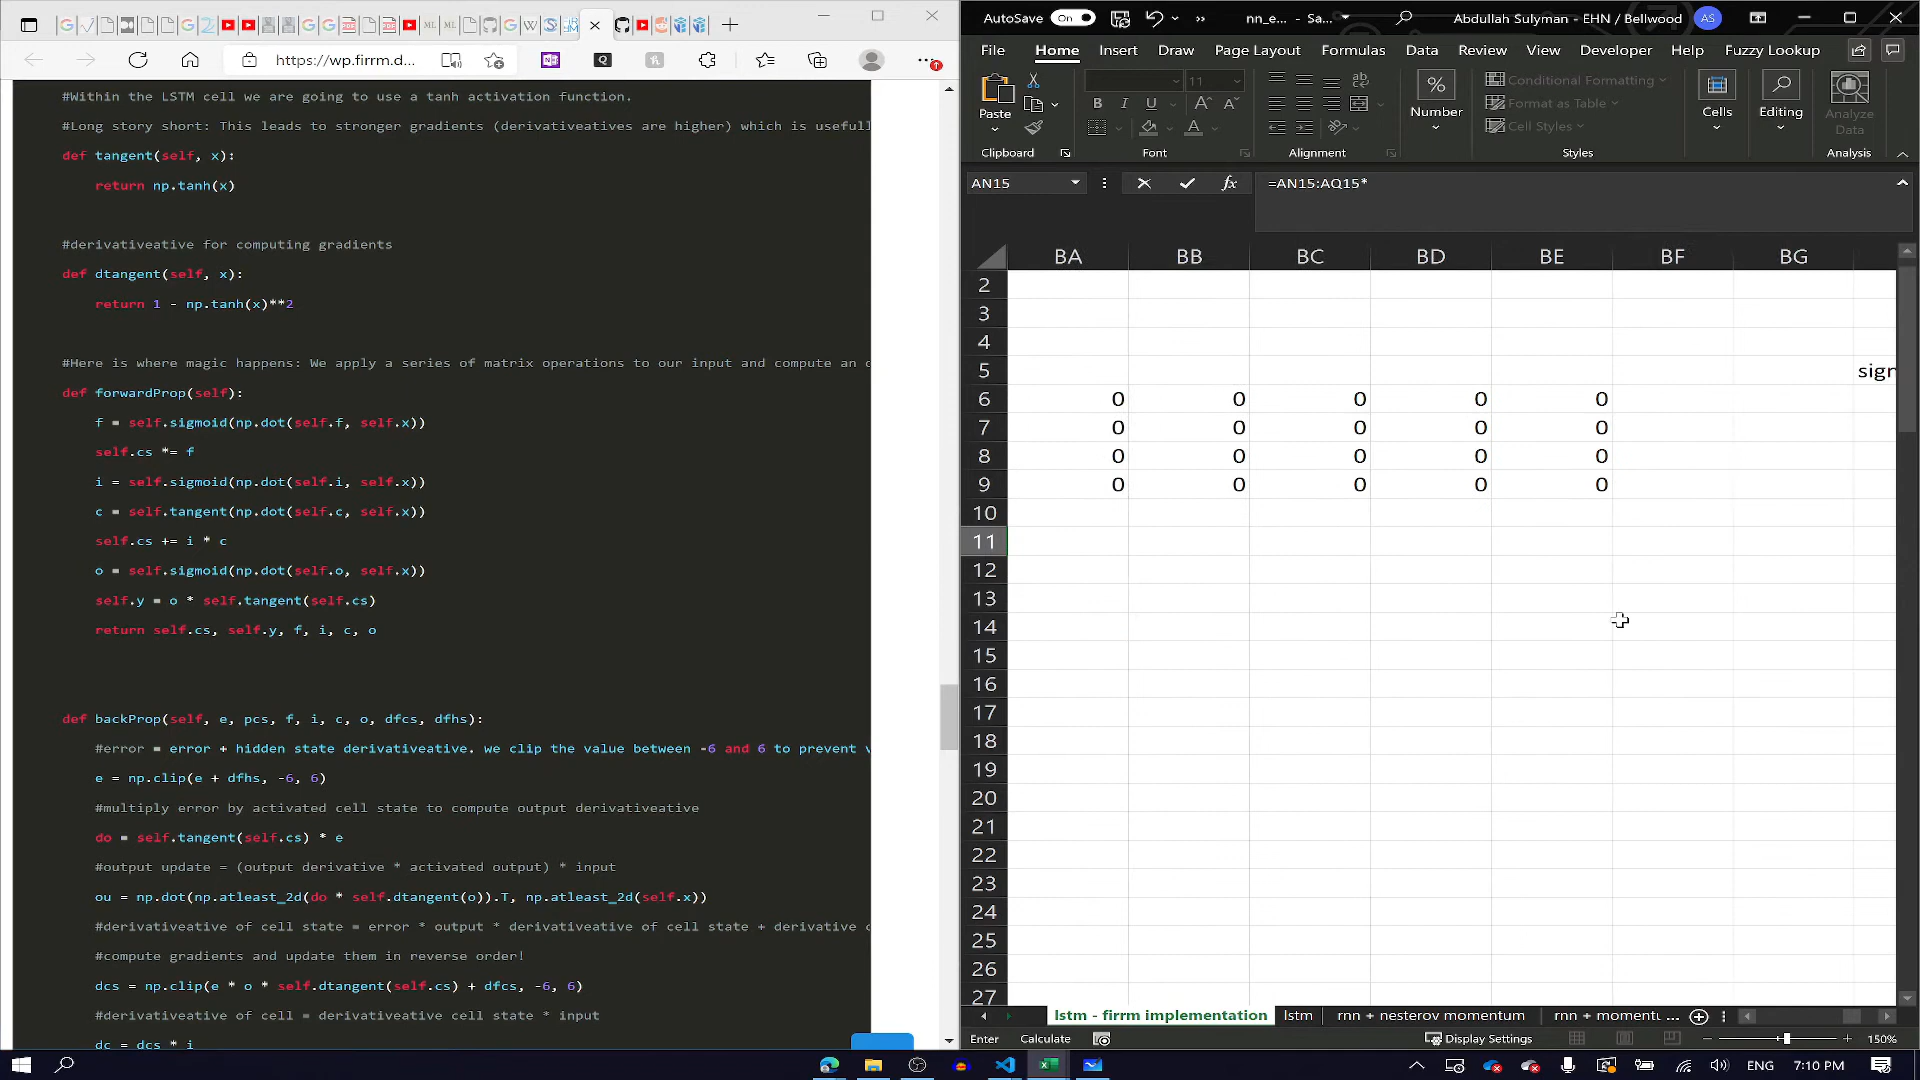 https://wp.firrm.d...
#Within the LSTM cell we are going to use a tanh activation function.
#Long story short: This leads to stronger gradients (derivativeatives are higher) which is usefull
def tangent(self, x):
return np.tanh(x)
#derivativeative for computing gradients
def dtangent(self, x):
return 1 - np.tanh(x)**2
#Here is where magic happens: We apply a series of matrix operations to our input and compute an
def forwardProp(self):
f = self.sigmoid(np.dot(self.f, self.x))
self.cs *= f
i = self.sigmoid(np.dot(self.i, self.x))
c = self.tangent(np.dot(self.c, self.x))
self.cs += i * c
o = self.sigmoid(np.dot(self.o, self.x))
self.y = o * self.tangent(self.cs)
return self.cs, self.y, f, i, c, o
def backProp(self, e, pcs, f, i, c, o, dfcs, dfhs):
#error = error + hidden state derivativeative. we clip the value between -6 and 6 to prevent
e = np.clip(e + dfhs, -6, 6)
#multiply error by activated cell state to compute output derivativeative
do = self.tangent(self.cs) * e
#output update = (output derivative * activated output) * input
ou = np.dot(np.atleast_2d(do * self.dtangent(o)).T, np.atleast_2d(self.x))
#derivativeative of cell state = error * output * derivativeative of cell state + derivative
#compute gradients and update them in reverse order!
dcs = np.clip(e * o * self.dtangent(self.cs) + dfcs, -6, 6)
#derivativeative of cell = derivativeative cell state * input
dc = dcs * i
AutoSave On nn_e... - Sa... Abdullah Sulyman - EHN / Bellwood AS
File Home Insert Draw Page Layout Formulas Data Review View Developer Help Fuzzy Lookup
Paste 11 B I U A A Number Conditional Formatting Format as Table Cell Styles Cells Editing Analyze Data
Clipboard Font Alignment Styles Analysis
AN15 fx =AN15:AQ15*
BA BB BC BD BE BF BG
2
3
4
5 sign
6 0 0 0 0 0
7 0 0 0 0 0
8 0 0 0 0 0
9 0 0 0 0 0
10
11
12
13
14
15
16
17
18
19
20
21
22
23
24
25
26
27
lstm - firrm implementation lstm rnn + nesterov momentum rnn + momentu ...
Enter Calculate Display Settings 150%
ENG 7:10 PM